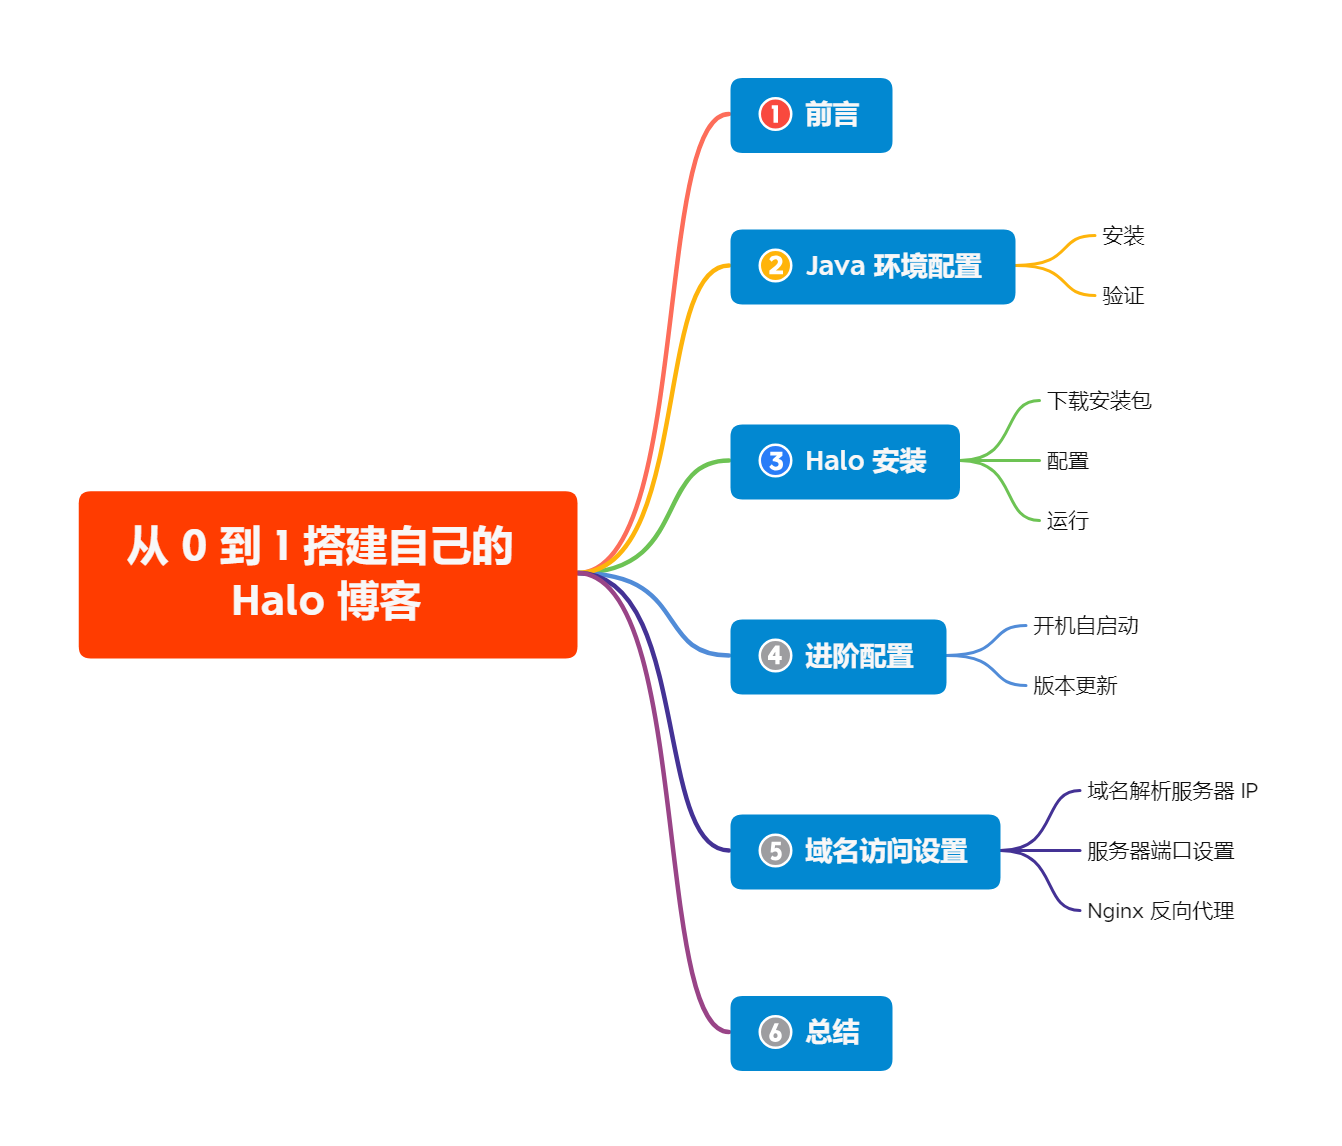 从 0 到 1 搭建自己的
Halo 博客
1 前言
2 Java 环境配置
安装
验证
3 Halo 安装
下载安装包
配置
运行
4 进阶配置
开机自启动
版本更新
5 域名访问设置
域名解析服务器 IP
服务器端口设置
Nginx 反向代理
6 总结